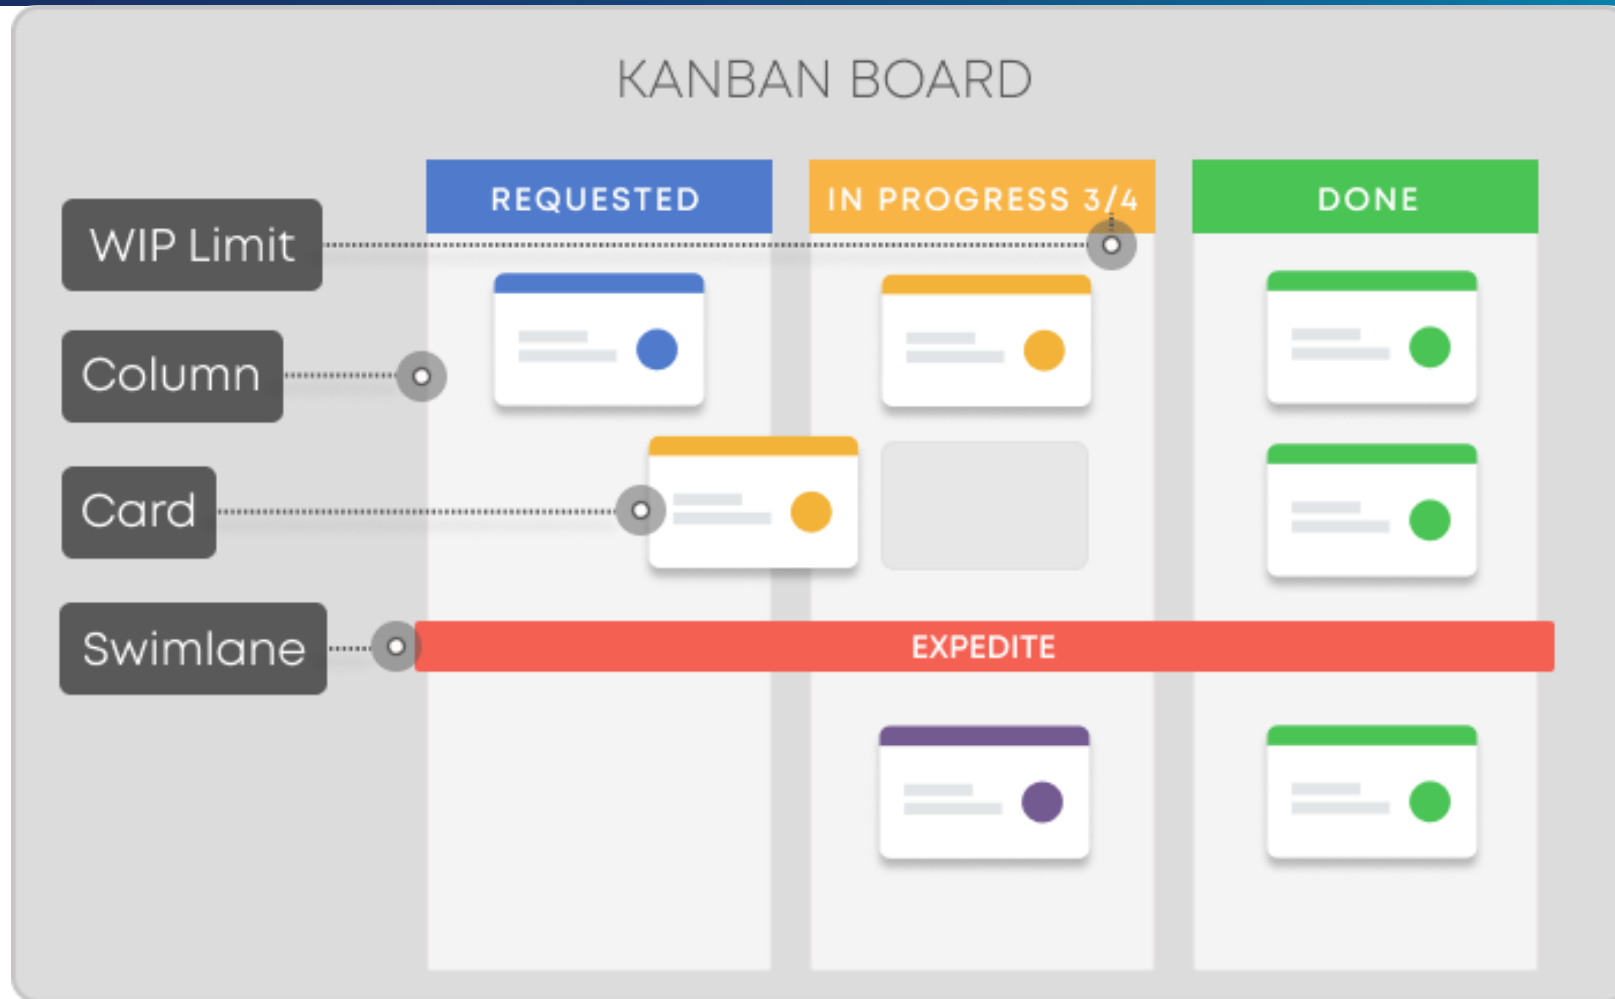 KANBAN BOARD
REQUESTED
IN PROGRESS 3/4
DONE
WIP Limit
Column
Card
Swimlane
EXPEDITE